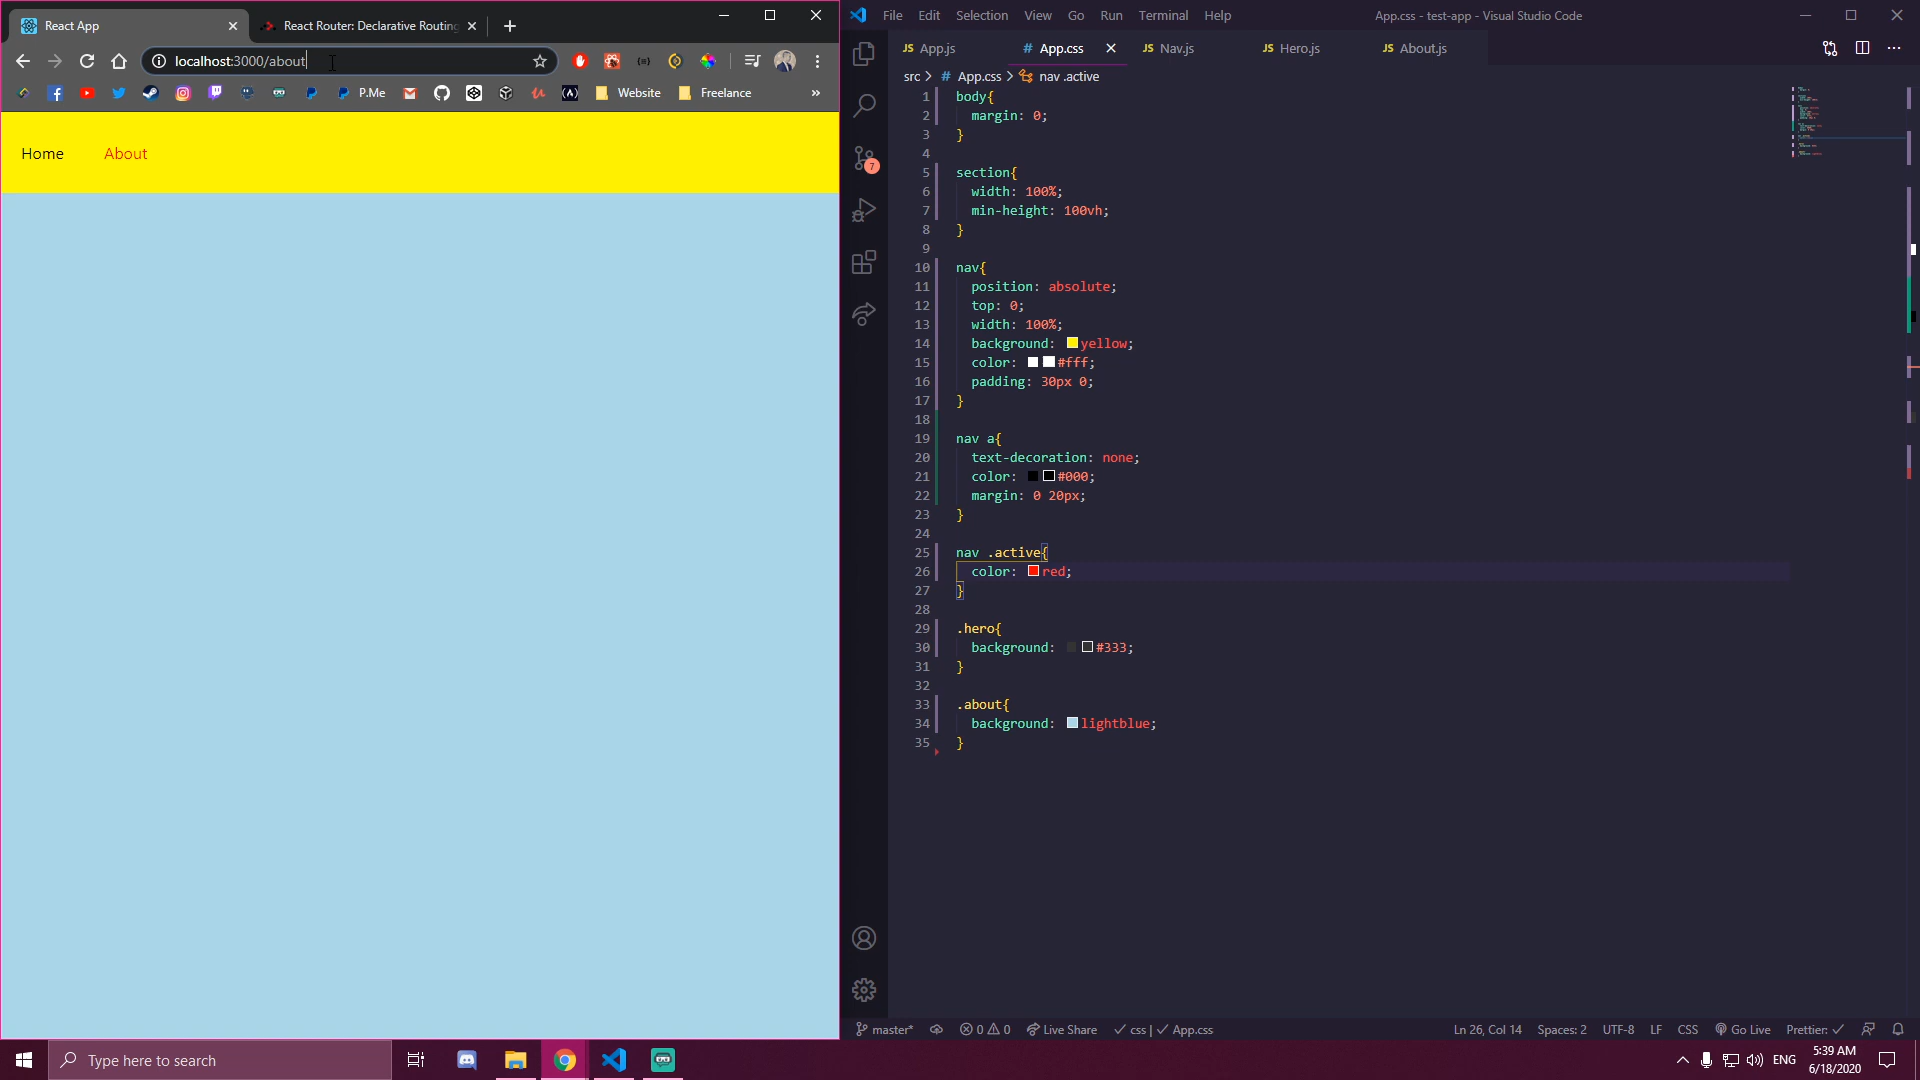 React App
React Router: Declarative Routing
localhost:3000/about
P.Me
Website
Freelance
Home
About
File Edit Selection View Go Run Terminal Help
App.css - test-app - Visual Studio Code
JS App.js
# App.css
JS Nav.js
JS Hero.js
JS About.js
src > # App.css > nav .active
7
1 body{
2 margin: 0;
3 }
4
5 section{
6 width: 100%;
7 min-height: 100vh;
8 }
9
10 nav{
11 position: absolute;
12 top: 0;
13 width: 100%;
14 background: yellow;
15 color: #fff;
16 padding: 30px 0;
17 }
18
19 nav a{
20 text-decoration: none;
21 color: #000;
22 margin: 0 20px;
23 }
24
25 nav .active{
26 color: red;
27 }
28
29 .hero{
30 background: #333;
31 }
32
33 .about{
34 background: lightblue;
35 }
master* 0 0 Live Share ✓ css | ✓ App.css
Ln 26, Col 14 Spaces: 2 UTF-8 LF CSS Go Live Prettier: ✓
Type here to search
ENG
5:39 AM
6/18/2020